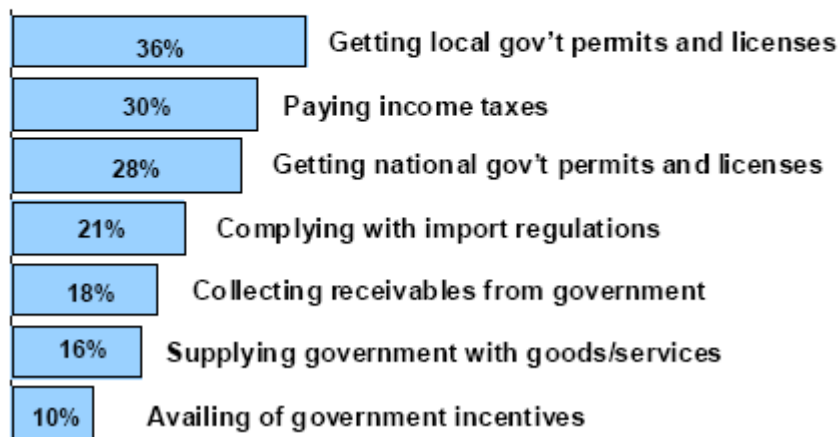 36% Getting local gov't permits and licenses
30% Paying income taxes
28% Getting national gov't permits and licenses
21% Complying with import regulations
18% Collecting receivables from government
16% Supplying government with goods/services
10% Availing of government incentives